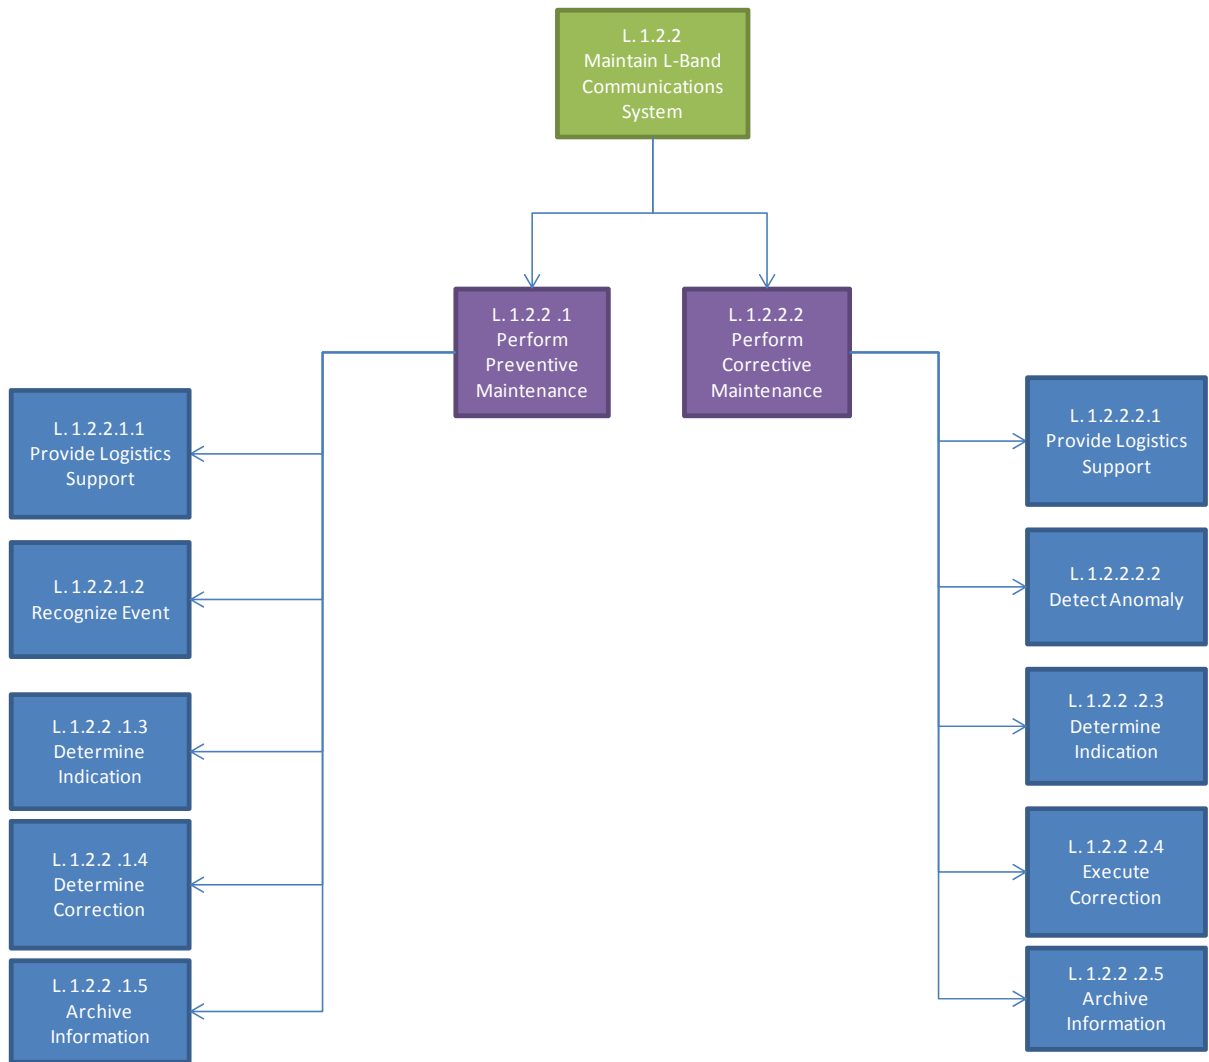 L. 1.2.2
Maintain L-Band
Communications
System
L. 1.2.2 .1
Perform
Preventive
Maintenance
L. 1.2.2.2
Perform
Corrective
Maintenance
L. 1.2.2.1.1
Provide Logistics
Support
L. 1.2.2.1.2
Recognize Event
L. 1.2.2 .1.3
Determine
Indication
L. 1.2.2 .1.4
Determine
Correction
L. 1.2.2 .1.5
Archive
Information
L. 1.2.2.2.1
Provide Logistics
Support
L. 1.2.2.2.2
Detect Anomaly
L. 1.2.2 .2.3
Determine
Indication
L. 1.2.2 .2.4
Execute
Correction
L. 1.2.2 .2.5
Archive
Information